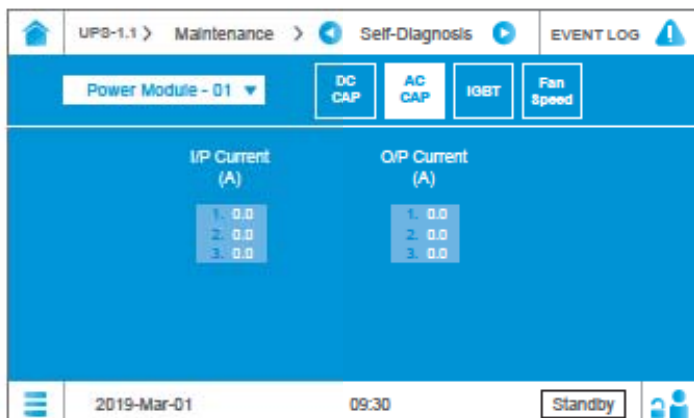 UPS-1.1 > Maintenance > Self-Diagnosis EVENT LOG
Power Module - 01 ▼ DC CAP AC CAP IGBT Fan Speed
I/P Current (A) O/P Current (A)
1. 0.0 1. 0.0
2. 0.0 2. 0.0
3. 0.0 3. 0.0
2019-Mar-01 09:30 Standby